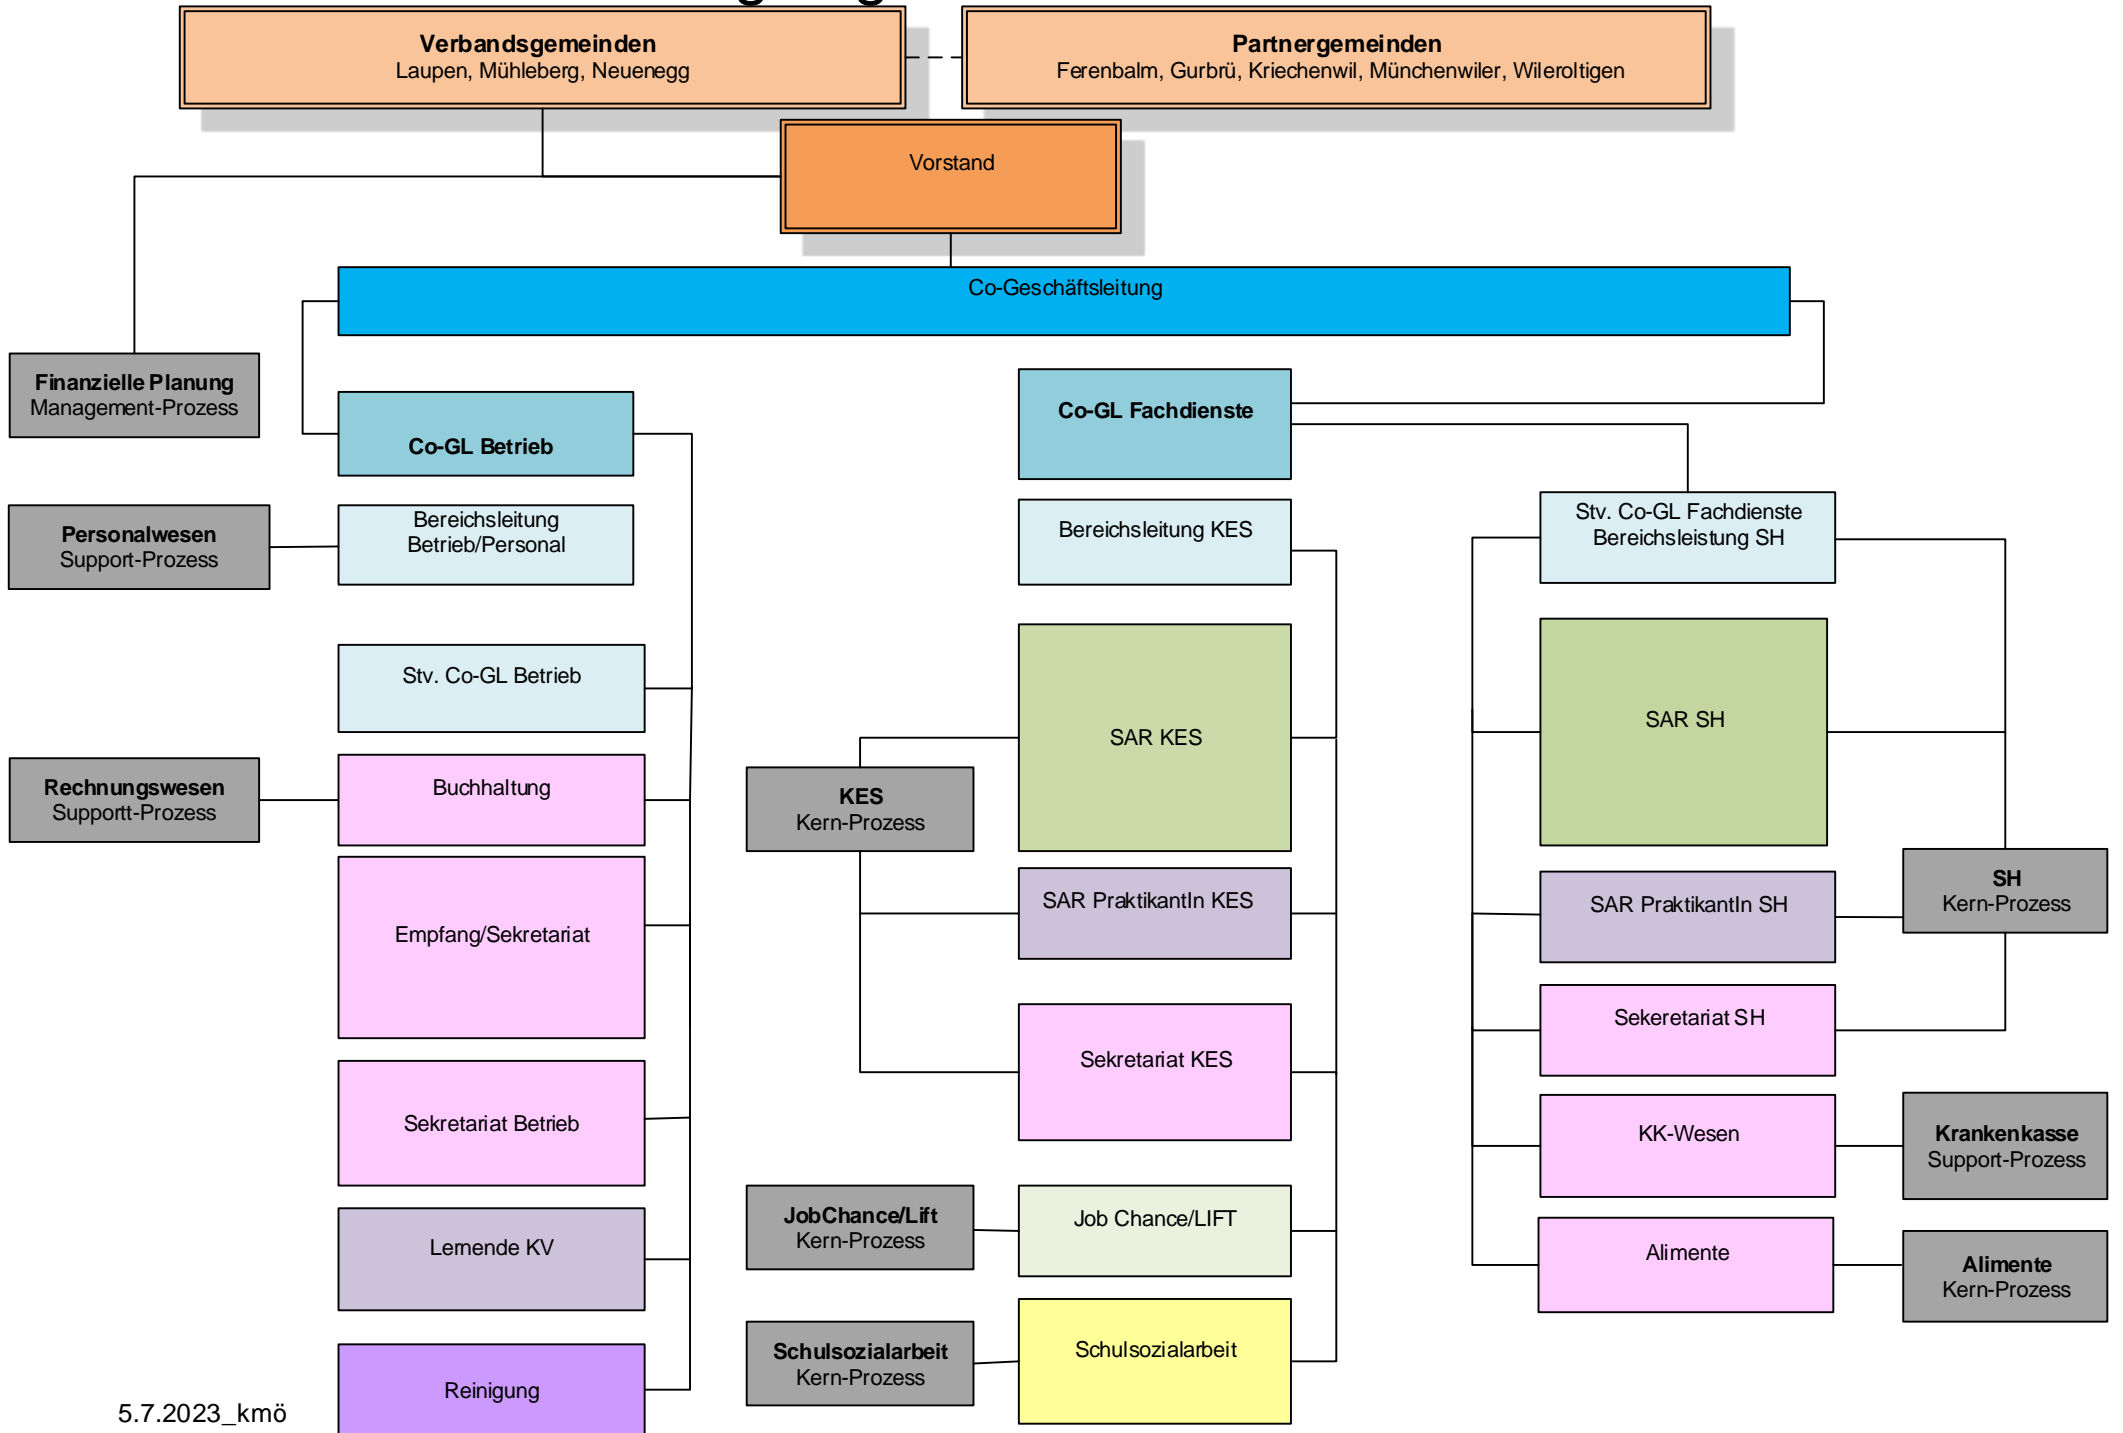 Verbandsgemeinden
Laupen, Mühleberg, Neuenegg
Partnergemeinden
Ferenbalm, Gurbrü, Kriechenwil, Münchenwiler, Wileroltigen
Vorstand
Co-Geschäftsleitung
Finanzielle Planung
Management-Prozess
Co-GL Betrieb
Co-GL Fachdienste
Personalwesen
Support-Prozess
Bereichsleitung
Betrieb/Personal
Bereichsleitung KES
Stv. Co-GL Fachdienste
Bereichsleistung SH
Stv. Co-GL Betrieb
SAR KES
SAR SH
Rechnungswesen
Supportt-Prozess
Buchhaltung
KES
Kern-Prozess
Empfang/Sekretariat
SAR PraktikantIn KES
SAR PraktikantIn SH
SH
Kern-Prozess
Sekretariat KES
Sekeretariat SH
Sekretariat Betrieb
KK-Wesen
Krankenkasse
Support-Prozess
Lernende KV
JobChance/Lift
Kern-Prozess
Job Chance/LIFT
Alimente
Alimente
Kern-Prozess
Schulsozialarbeit
Kern-Prozess
Schulsozialarbeit
Reinigung
5.7.2023_kmö